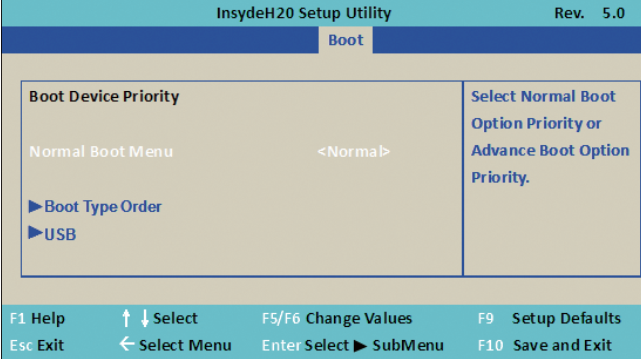 InsydeH20 Setup Utility Rev. 5.0
Boot
Boot Device Priority
Normal Boot Menu <Normal>
▶Boot Type Order
▶USB
Select Normal Boot
Option Priority or
Advance Boot Option
Priority.
F1 Help ↑ ↓ Select F5/F6 Change Values F9 Setup Defaults
Esc Exit ← Select Menu Enter Select ▶ SubMenu F10 Save and Exit